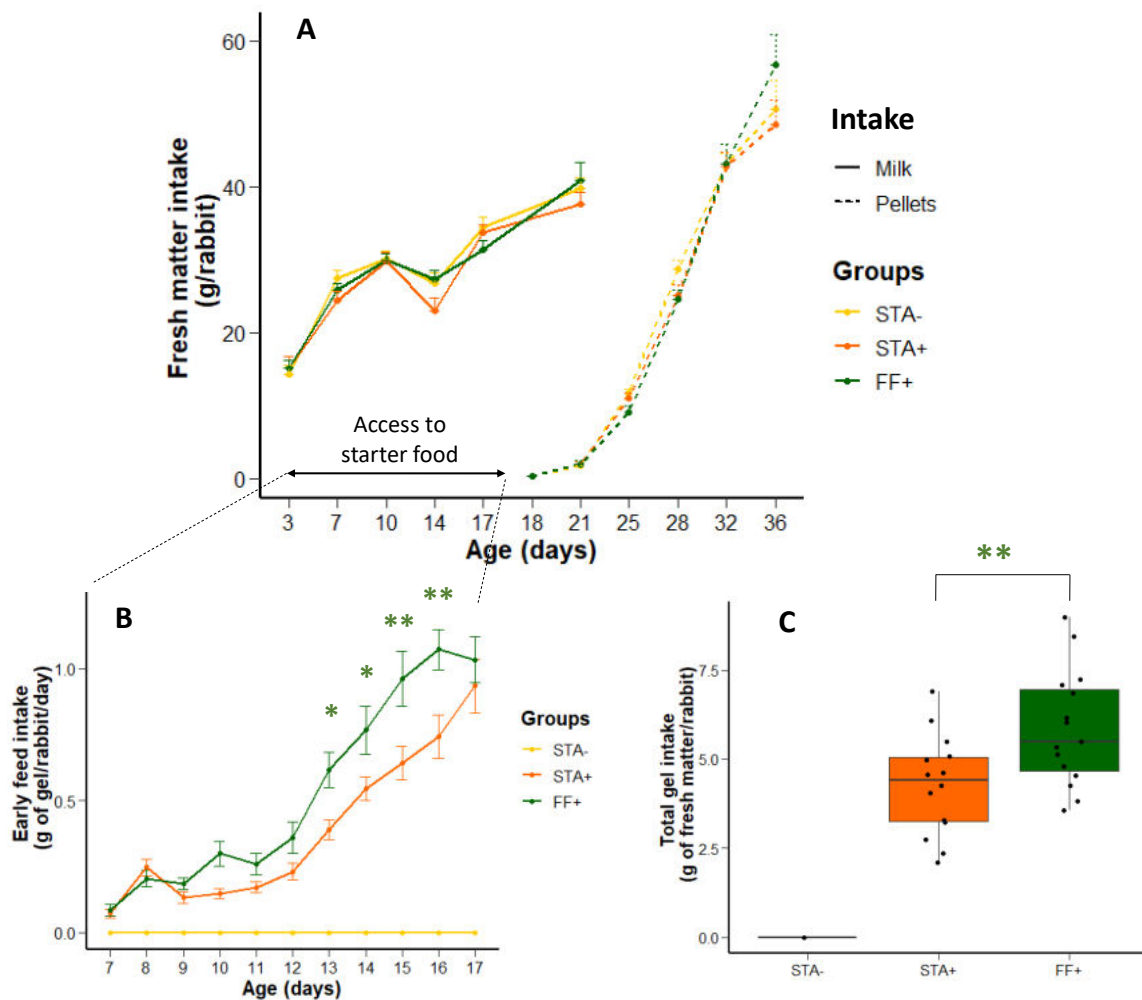 A
60
40
20
0
Fresh matter intake
(g/rabbit)
Access to
starter food
3 7 10 14 17 18 21 25 28 32 36
Age (days)
Intake
Milk
Pellets
Groups
STA-
STA+
FF+
B
1.0
0.5
0.0
Early feed intake
(g of gel/rabbit/day)
* * ** **
7 8 9 10 11 12 13 14 15 16 17
Age (days)
Groups
STA-
STA+
FF+
C
**
7.5
5.0
2.5
0.0
Total gel intake
(g of fresh matter/rabbit)
STA- STA+ FF+